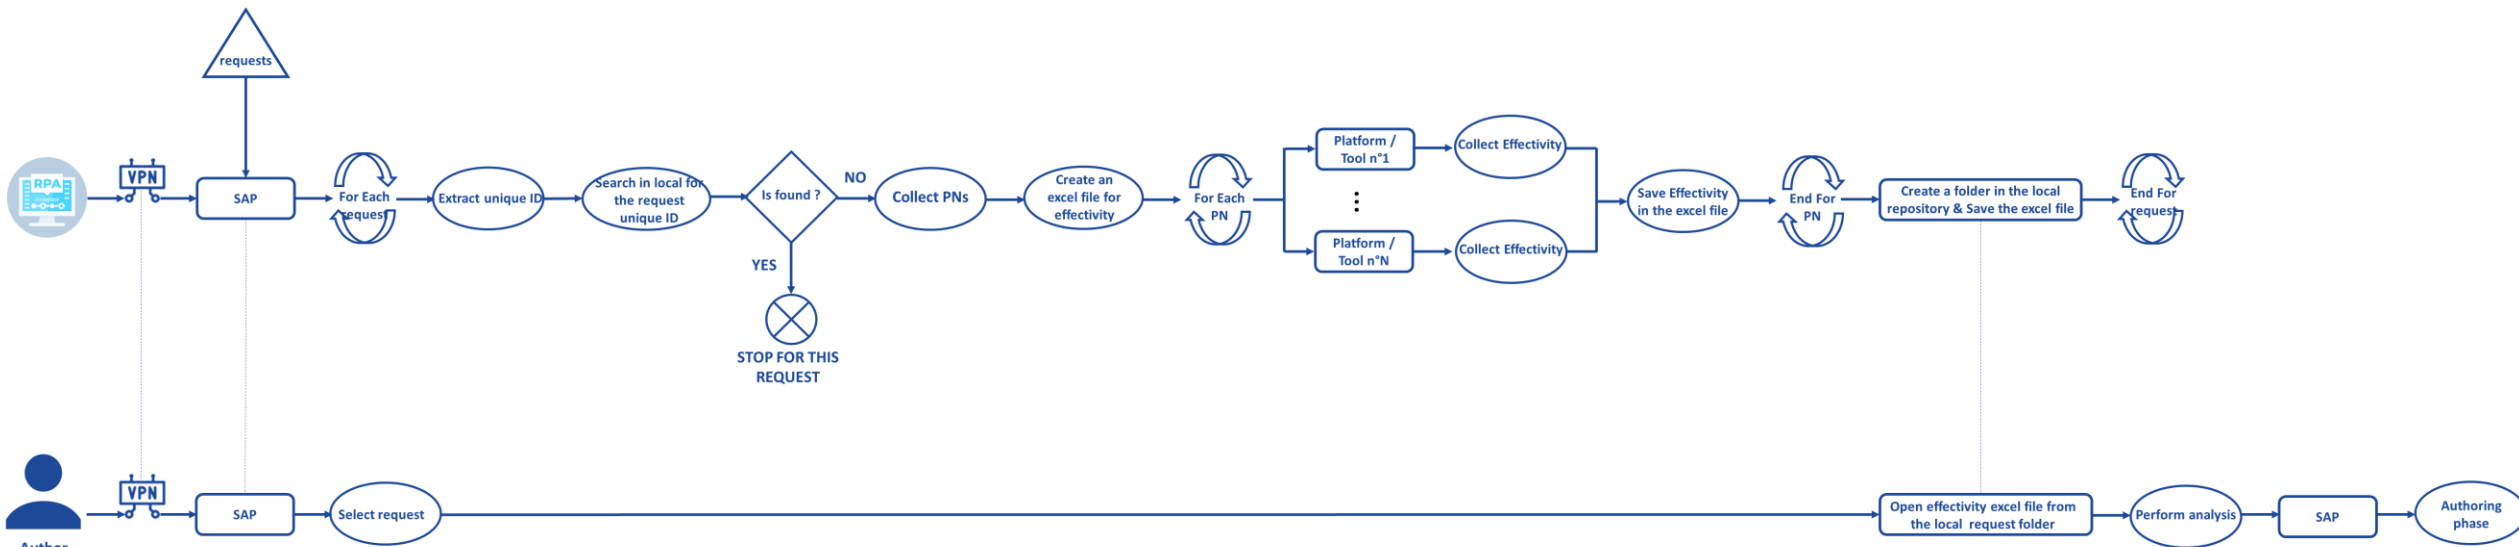 requests
RPA
VPN
SAP
For Each
request
Extract unique ID
Search in local for
the request
unique ID
Is found ?
NO
YES
STOP FOR THIS
REQUEST
Collect PNs
Create an
excel file for
effectivity
For Each
PN
Platform /
Tool n°1
Collect Effectivity
Platform /
Tool n°N
Collect Effectivity
Save Effectivity
in the excel file
End For
PN
Create a folder in the local
repository & Save the excel file
End For
request
VPN
SAP
Select request
Open effectivity excel file from
the local request folder
Perform analysis
SAP
Authoring
phase
Author